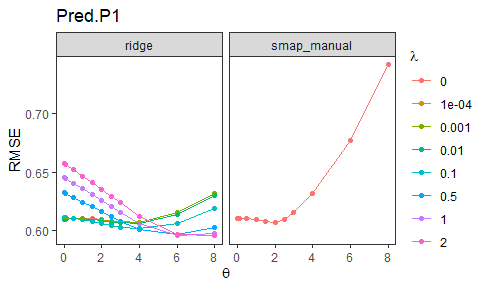 Pred.P1
ridge
smap_manual
RMSE
0.70
0.65
0.60
0 2 4 6 8
0 2 4 6 8
θ
λ
0
1e-04
0.001
0.01
0.1
0.5
1
2